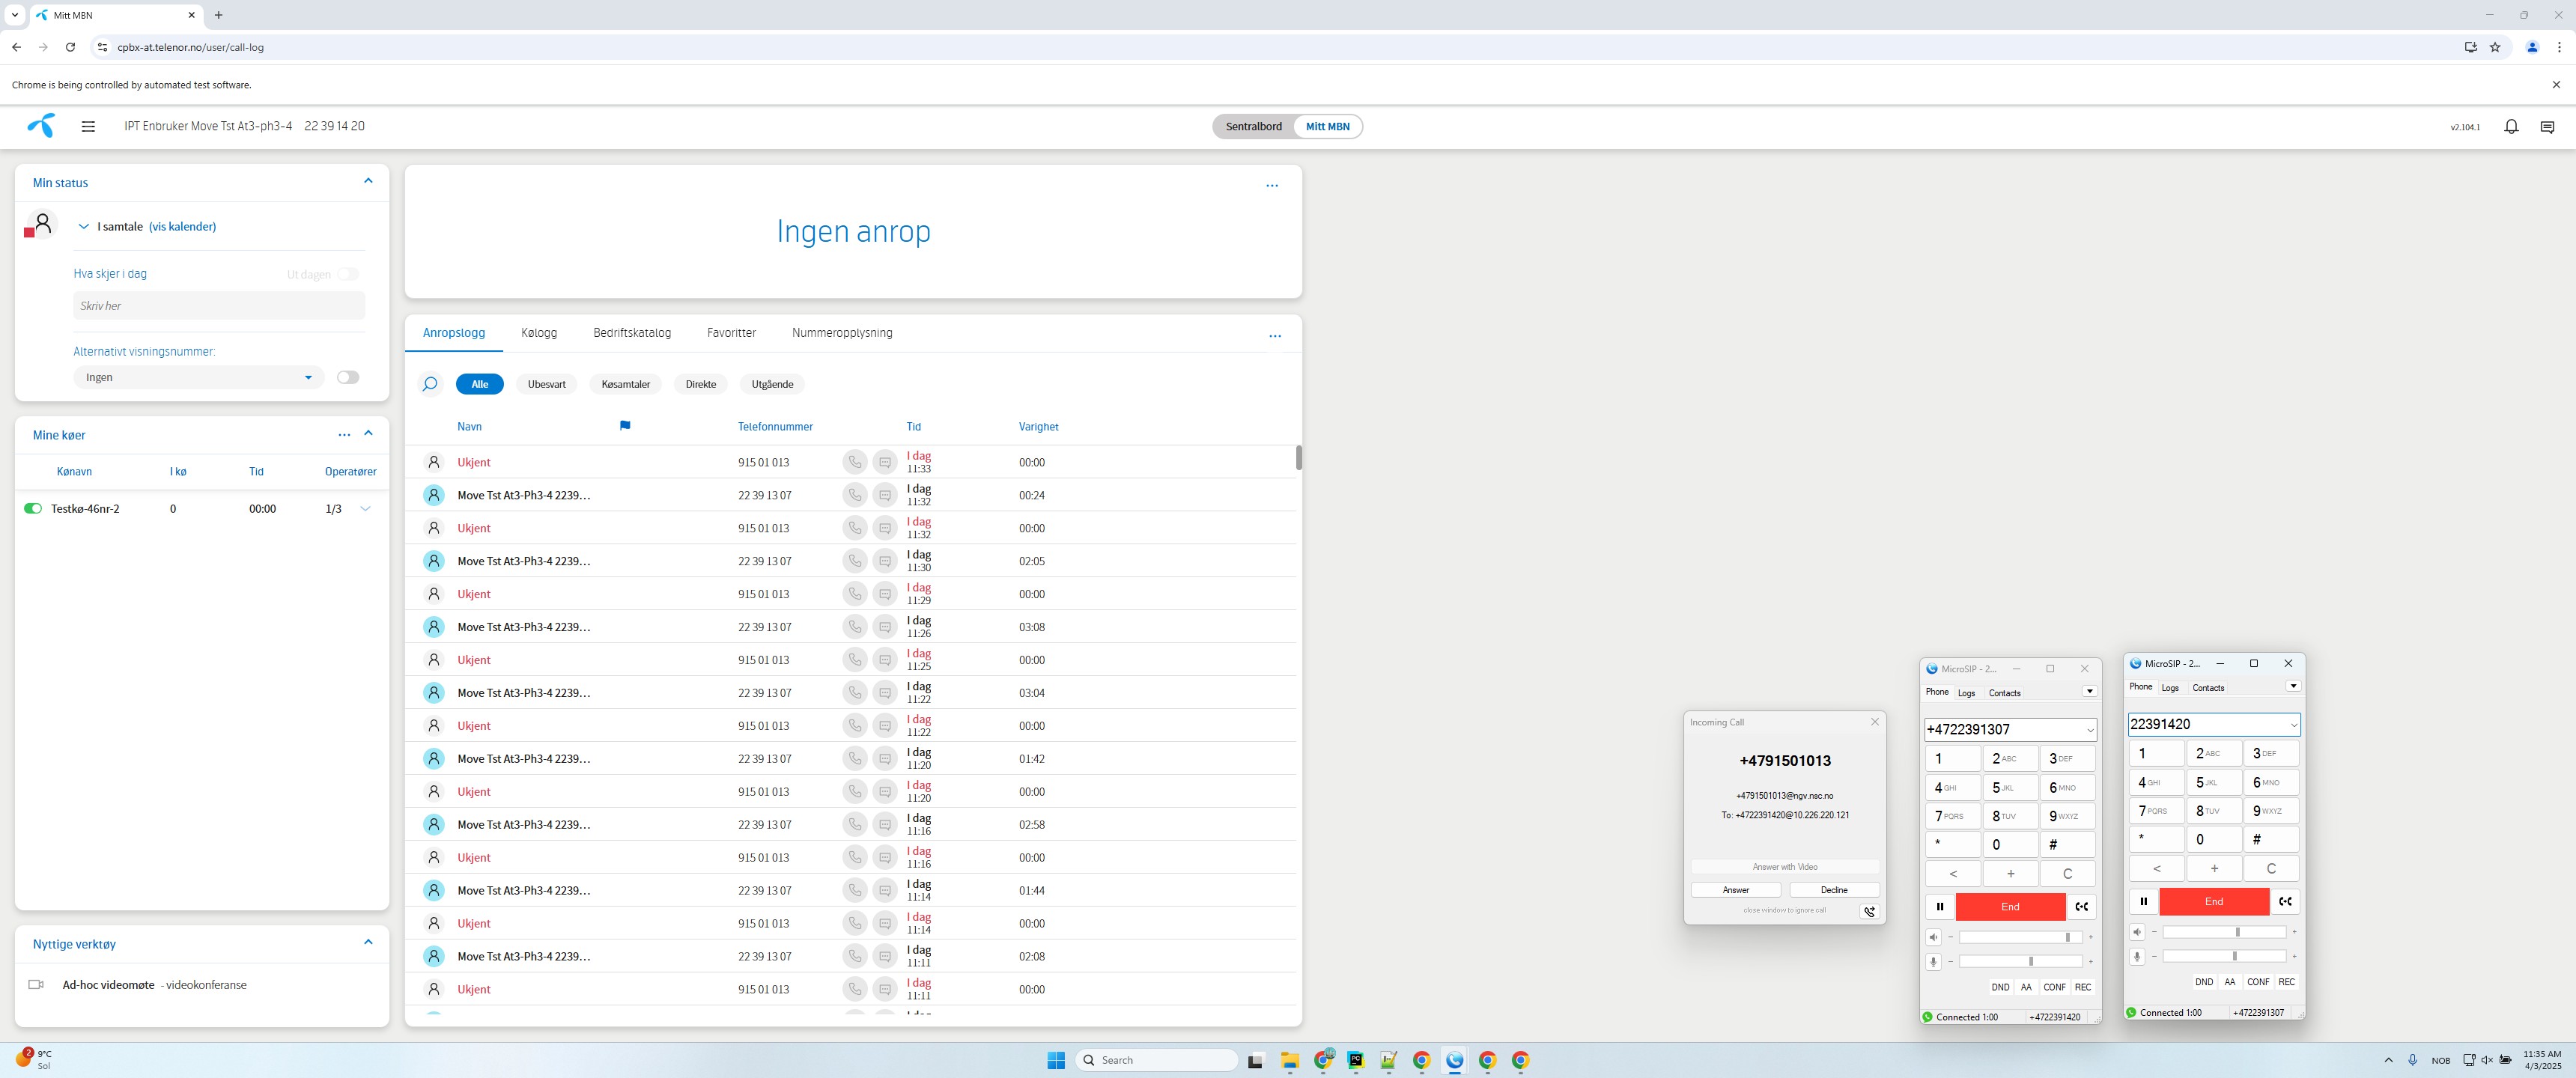 Mitt MBN
cpbx-at.telenor.no/user/call-log
Chrome is being controlled by automated test software.
IPT Enbruker Move Tst At3-ph3-4 22 39 14 20
Sentralbord Mitt MBN
v2.104.1
Min status
I samtale (vis kalender)
Hva skjer i dag Ut dagen
Skriv her
Alternativt visningsnummer:
Ingen
Mine køer
Kønavn I kø Tid Operatører
Testkø-46nr-2 0 00:00 1/3
Nyttige verktøy
Ad-hoc videomøte - videokonferanse
Ingen anrop
Anropslogg Kølogg Bedriftskatalog Favoritter Nummeropplysning
Alle Ubesvart Køsamtaler Direkte Utgående
Navn Telefonnummer Tid Varighet
Ukjent 915 01 013 I dag 11:33 00:00
Move Tst At3-Ph3-4 2239... 22 39 13 07 I dag 11:32 00:24
Ukjent 915 01 013 I dag 11:32 00:00
Move Tst At3-Ph3-4 2239... 22 39 13 07 I dag 11:30 02:05
Ukjent 915 01 013 I dag 11:29 00:00
Move Tst At3-Ph3-4 2239... 22 39 13 07 I dag 11:26 03:08
Ukjent 915 01 013 I dag 11:25 00:00
Move Tst At3-Ph3-4 2239... 22 39 13 07 I dag 11:22 03:04
Ukjent 915 01 013 I dag 11:22 00:00
Move Tst At3-Ph3-4 2239... 22 39 13 07 I dag 11:20 01:42
Ukjent 915 01 013 I dag 11:20 00:00
Move Tst At3-Ph3-4 2239... 22 39 13 07 I dag 11:16 02:58
Ukjent 915 01 013 I dag 11:16 00:00
Move Tst At3-Ph3-4 2239... 22 39 13 07 I dag 11:14 01:44
Ukjent 915 01 013 I dag 11:14 00:00
Move Tst At3-Ph3-4 2239... 22 39 13 07 I dag 11:11 02:08
Ukjent 915 01 013 I dag 11:11 00:00
Incoming Call
+4791501013
+4791501013@ngv.nsc.no
To: +4722391420@10.226.220.121
Answer with Video
Answer Decline
close window to ignore call
MicroSIP - 2...
Phone Logs Contacts
+4722391307
1 2 ABC 3 DEF
4 GHI 5 JKL 6 MNO
7 PQRS 8 TUV 9 WXYZ
* 0 #
< + C
End
- +
- +
DND AA CONF REC
Connected 1:00 +4722391420
MicroSIP - 2...
Phone Logs Contacts
22391420
1 2 ABC 3 DEF
4 GHI 5 JKL 6 MNO
7 PQRS 8 TUV 9 WXYZ
* 0 #
< + C
End
- +
- +
DND AA CONF REC
Connected 1:00 +4722391307
2
9°C
Sol
Search
NOB
11:35 AM
4/3/2025